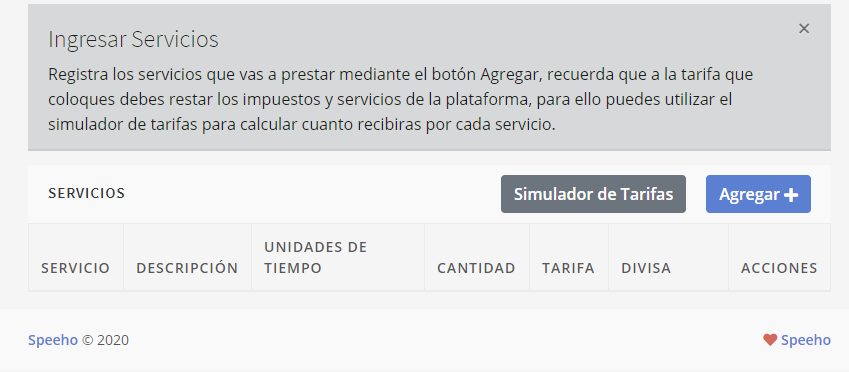 Ingresar Servicios
×
Registra los servicios que vas a prestar mediante el botón Agregar, recuerda que a la tarifa que
coloques debes restar los impuestos y servicios de la plataforma, para ello puedes utilizar el
simulador de tarifas para calcular cuanto recibiras por cada servicio.
SERVICIOS
Simulador de Tarifas
Agregar +
SERVICIO DESCRIPCIÓN UNIDADES DE
TIEMPO CANTIDAD TARIFA DIVISA ACCIONES
Speeho © 2020
Speeho